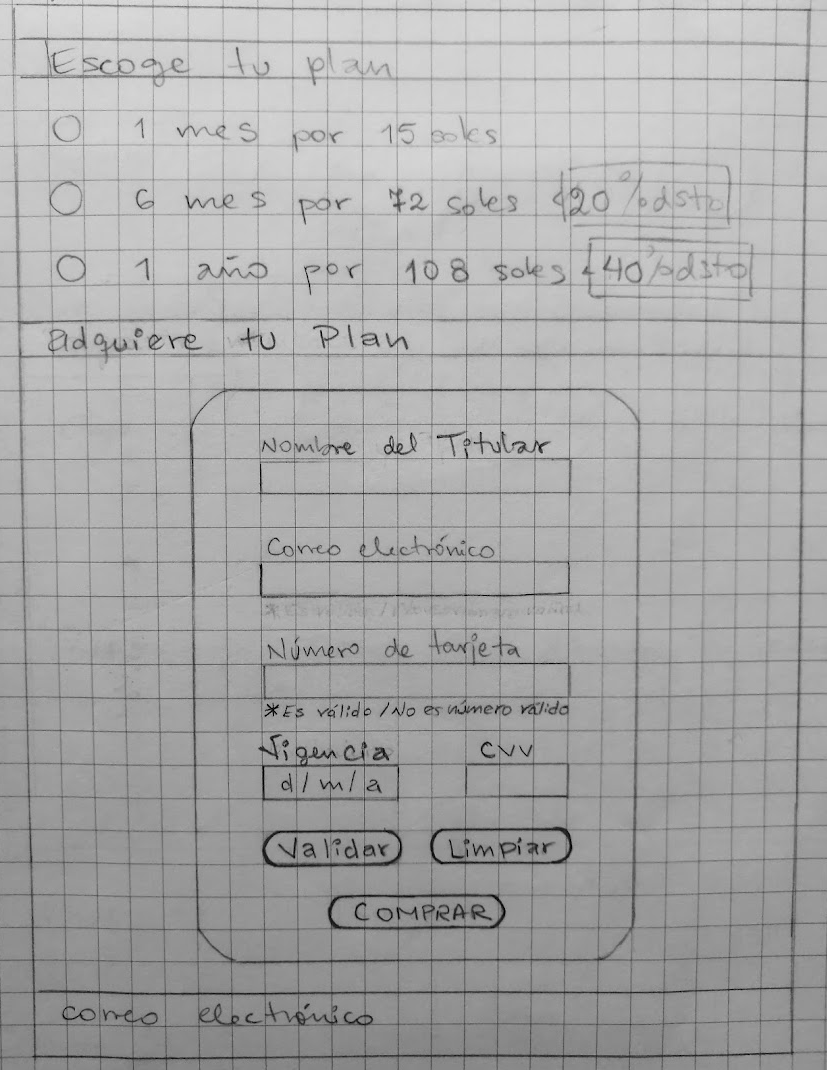 Escoge tu plan
1 mes por 15 soles
6 mes por 72 soles 20% dsto
1 año por 108 soles 40% dsto
adquiere tu Plan
Nombre del Titular
Correo electrónico
Número de tarjeta
*Es válido / No es número válido
Vigencia CVV
d/m/a
Validar Limpiar
COMPRAR
correo electrónico